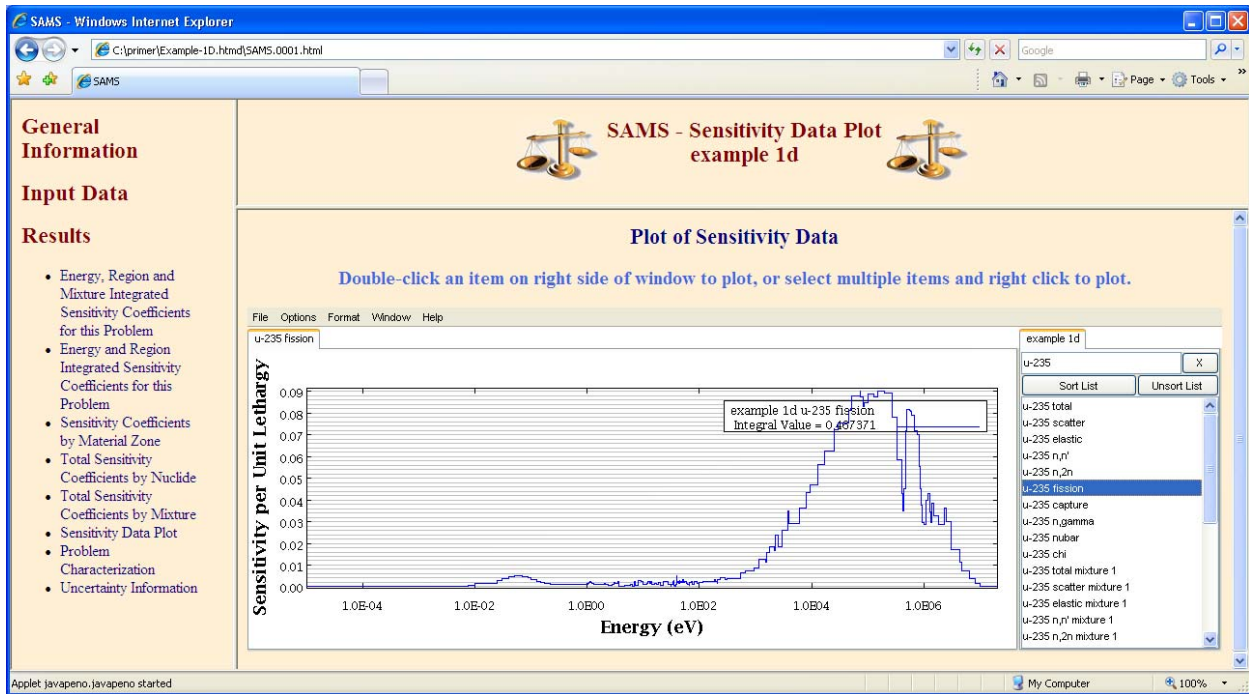 SAMS - Windows Internet Explorer
C:\primer\Example-1D.htmd\SAMS.0001.html
Google
SAMS
Page
Tools
»
General
Information
Input Data
Results
• Energy, Region and
Mixture Integrated
Sensitivity Coefficients
for this Problem
• Energy and Region
Integrated Sensitivity
Coefficients for this
Problem
• Sensitivity Coefficients
by Material Zone
• Total Sensitivity
Coefficients by Nuclide
• Total Sensitivity
Coefficients by Mixture
• Sensitivity Data Plot
• Problem
Characterization
• Uncertainty Information
SAMS - Sensitivity Data Plot
example 1d
Plot of Sensitivity Data
Double-click an item on right side of window to plot, or select multiple items and right click to plot.
File Options Format Window Help
u-235 fission
Sensitivity per Unit Lethargy
0.09
0.08
0.07
0.06
0.05
0.04
0.03
0.02
0.01
0.00
example 1d u-235 fission
Integral Value = 0.467371
1.0E-04 1.0E-02 1.0E00 1.0E02 1.0E04 1.0E06
Energy (eV)
example 1d
u-235
X
Sort List Unsort List
u-235 total
u-235 scatter
u-235 elastic
u-235 n,n'
u-235 n,2n
u-235 fission
u-235 capture
u-235 n,gamma
u-235 nubar
u-235 chi
u-235 total mixture 1
u-235 scatter mixture 1
u-235 elastic mixture 1
u-235 n,n' mixture 1
u-235 n,2n mixture 1
Applet javapeno.javapeno started
My Computer
100%